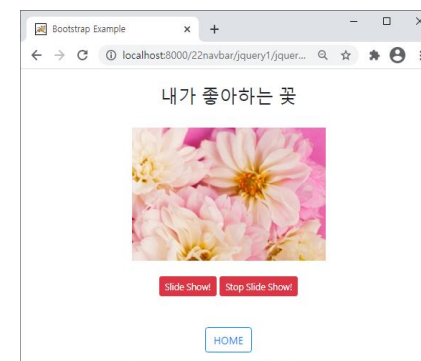 Bootstrap Example
localhost:8000/22navbar/jquery1/jquer...
내가 좋아하는 꽃
Slide Show! Stop Slide Show!
HOME